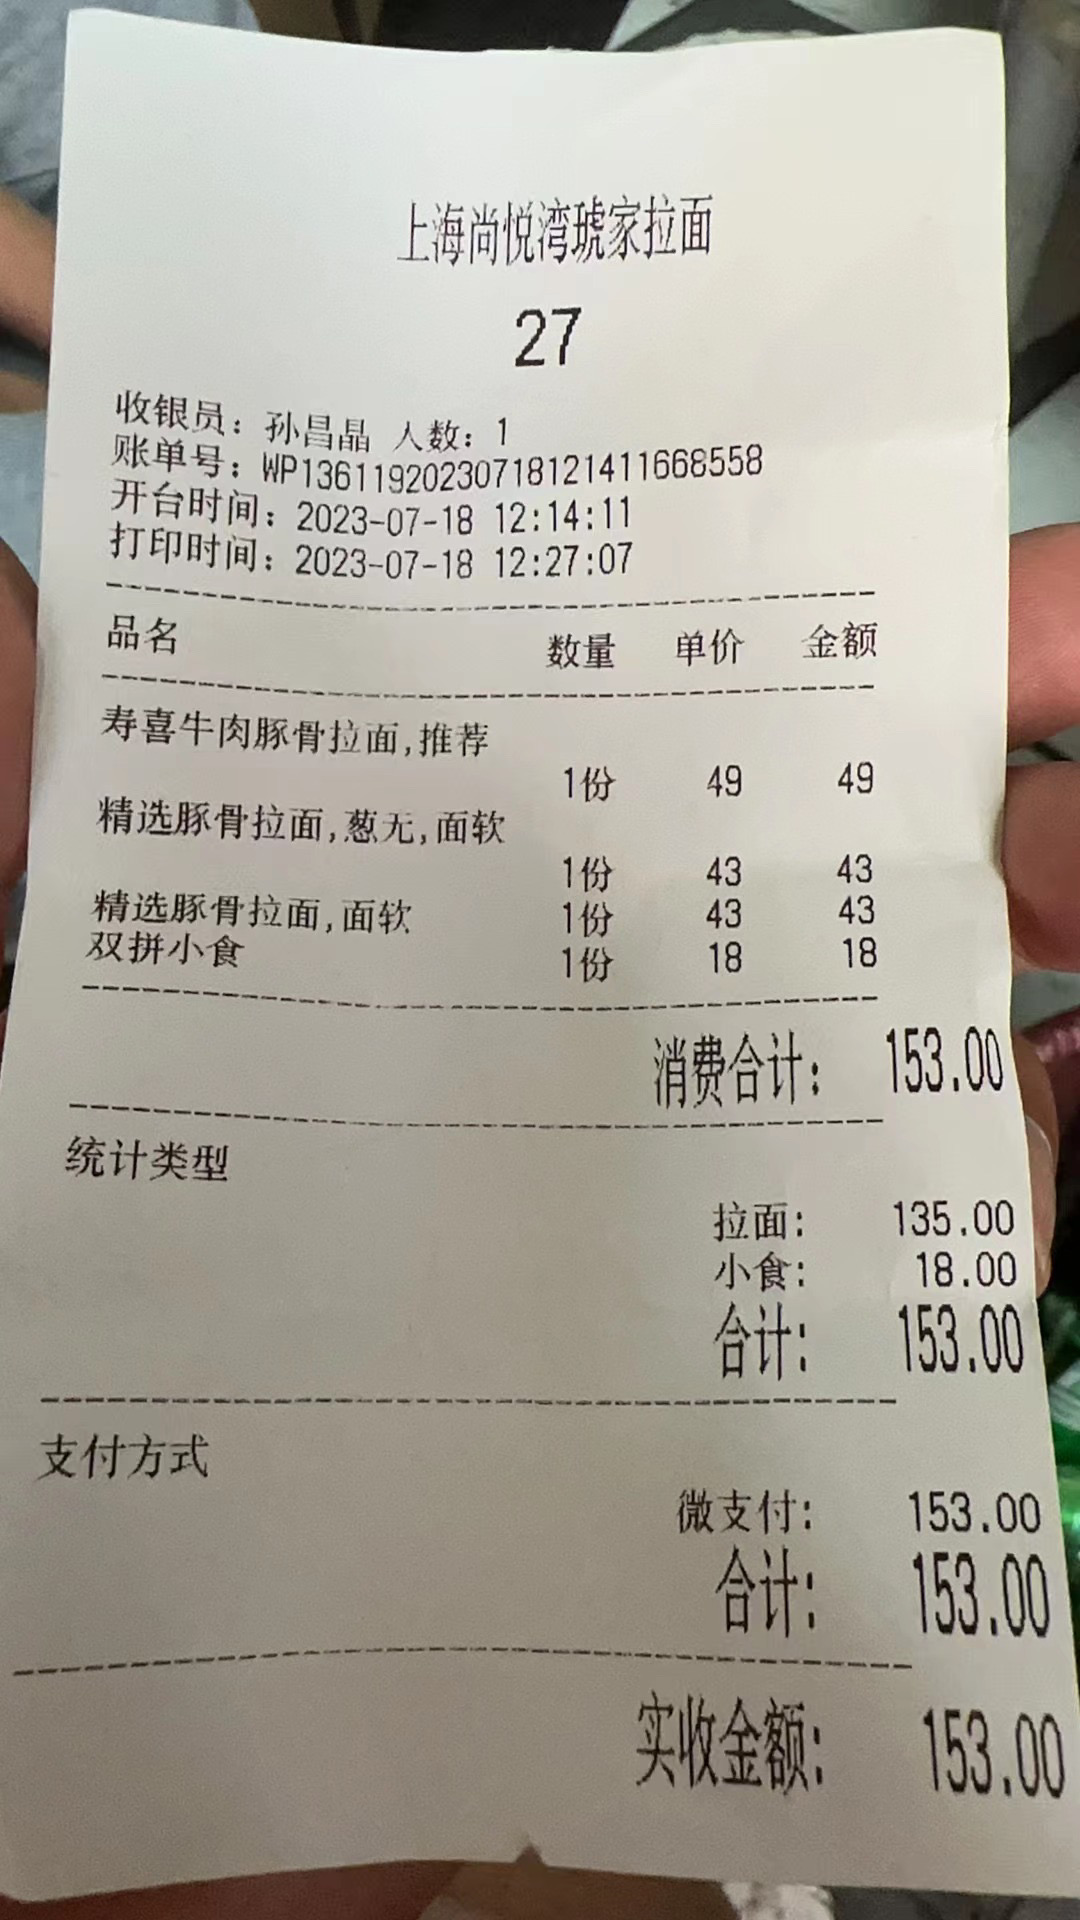 上海尚悦湾琥家拉面
27
收银员：孙昌晶 人数：1
账单号：WP13611920230718121411668558
开台时间：2023-07-18 12:14:11
打印时间：2023-07-18 12:27:07
品名 数量 单价 金额
寿喜牛肉豚骨拉面,推荐
1份 49 49
精选豚骨拉面,葱无,面软
1份 43 43
精选豚骨拉面,面软 1份 43 43
双拼小食 1份 18 18
消费合计： 153.00
统计类型
拉面: 135.00
小食: 18.00
合计: 153.00
支付方式
微支付: 153.00
合计: 153.00
实收金额: 153.00